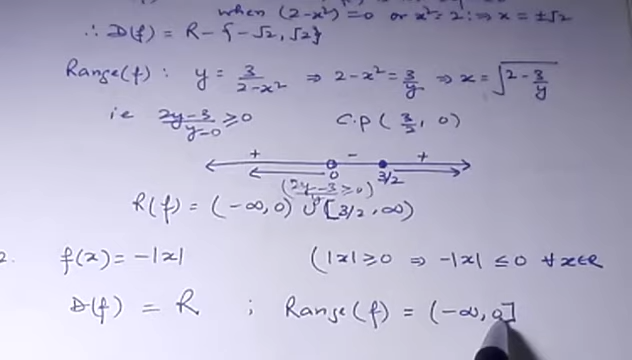 when (2-x²)=0 or x²=2 ⇒ x = ±√2
∴ D(f) = R - {-√2, √2}
Range(f) : y = 3/(2-x²) ⇒ 2-x² = 3/y ⇒ x = √(2 - 3/y)
ie (2y-3)/(y-0) ≥ 0 C.p ( 3/2 , 0)
+ - +
0 3/2
((2y-3)/y ≥ 0)
R(f) = (-∞, 0) ∪ [3/2, ∞)
2. f(x) = -|x| (|x| ≥ 0 ⇒ -|x| ≤ 0 ∀ x∈R
D(f) = R ; Range(f) = (-∞, 0]